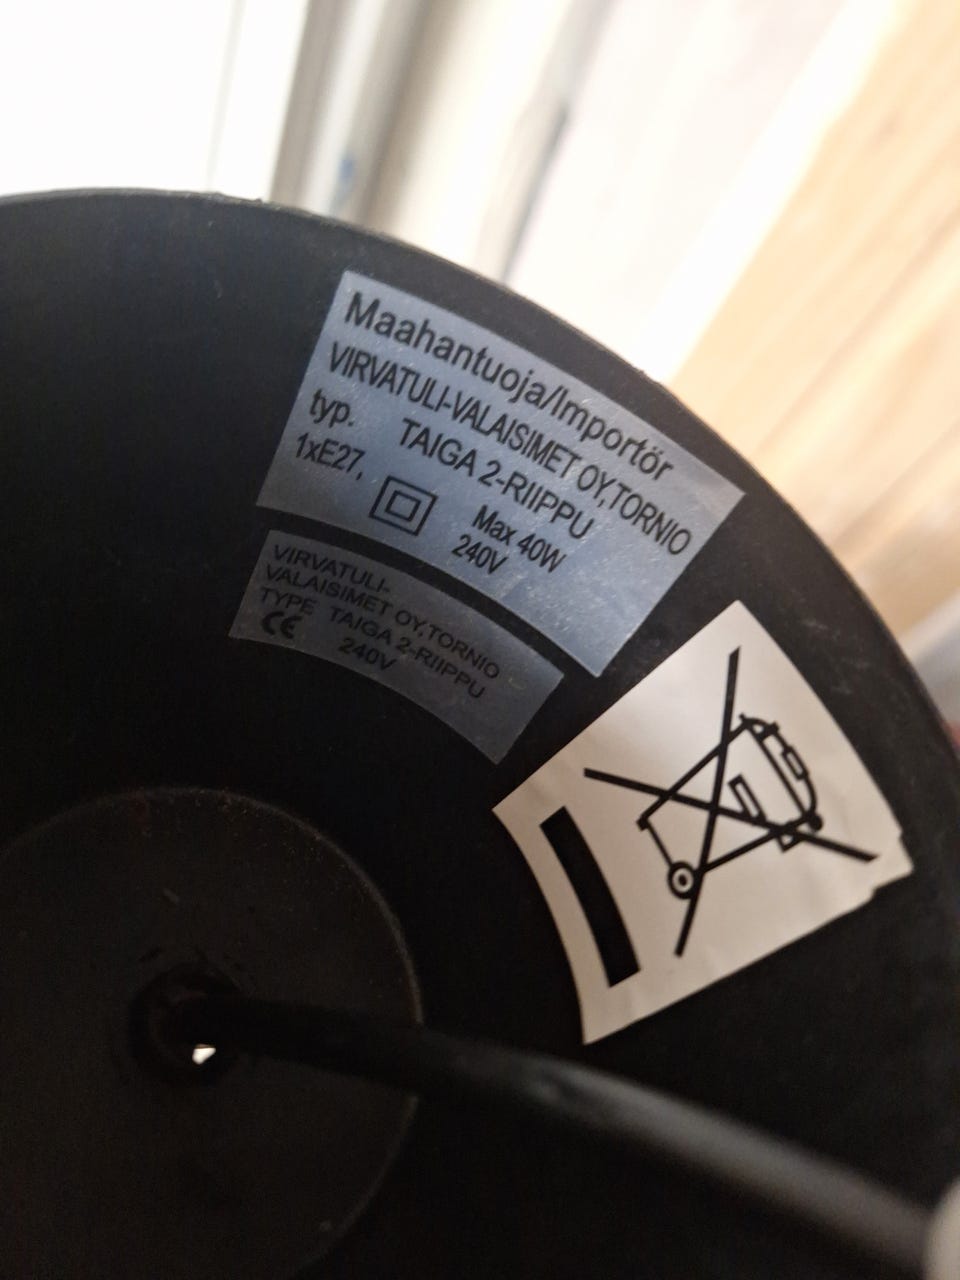 Maahantuoja/Importör
VIRVATULI-VALAISIMET OY,TORNIO
typ. TAIGA 2-RIIPPU
1xE27, Max 40W
240V
VIRVATULI-
VALAISIMET OY,TORNIO
TYPE TAIGA 2-RIIPPU
CE 240V